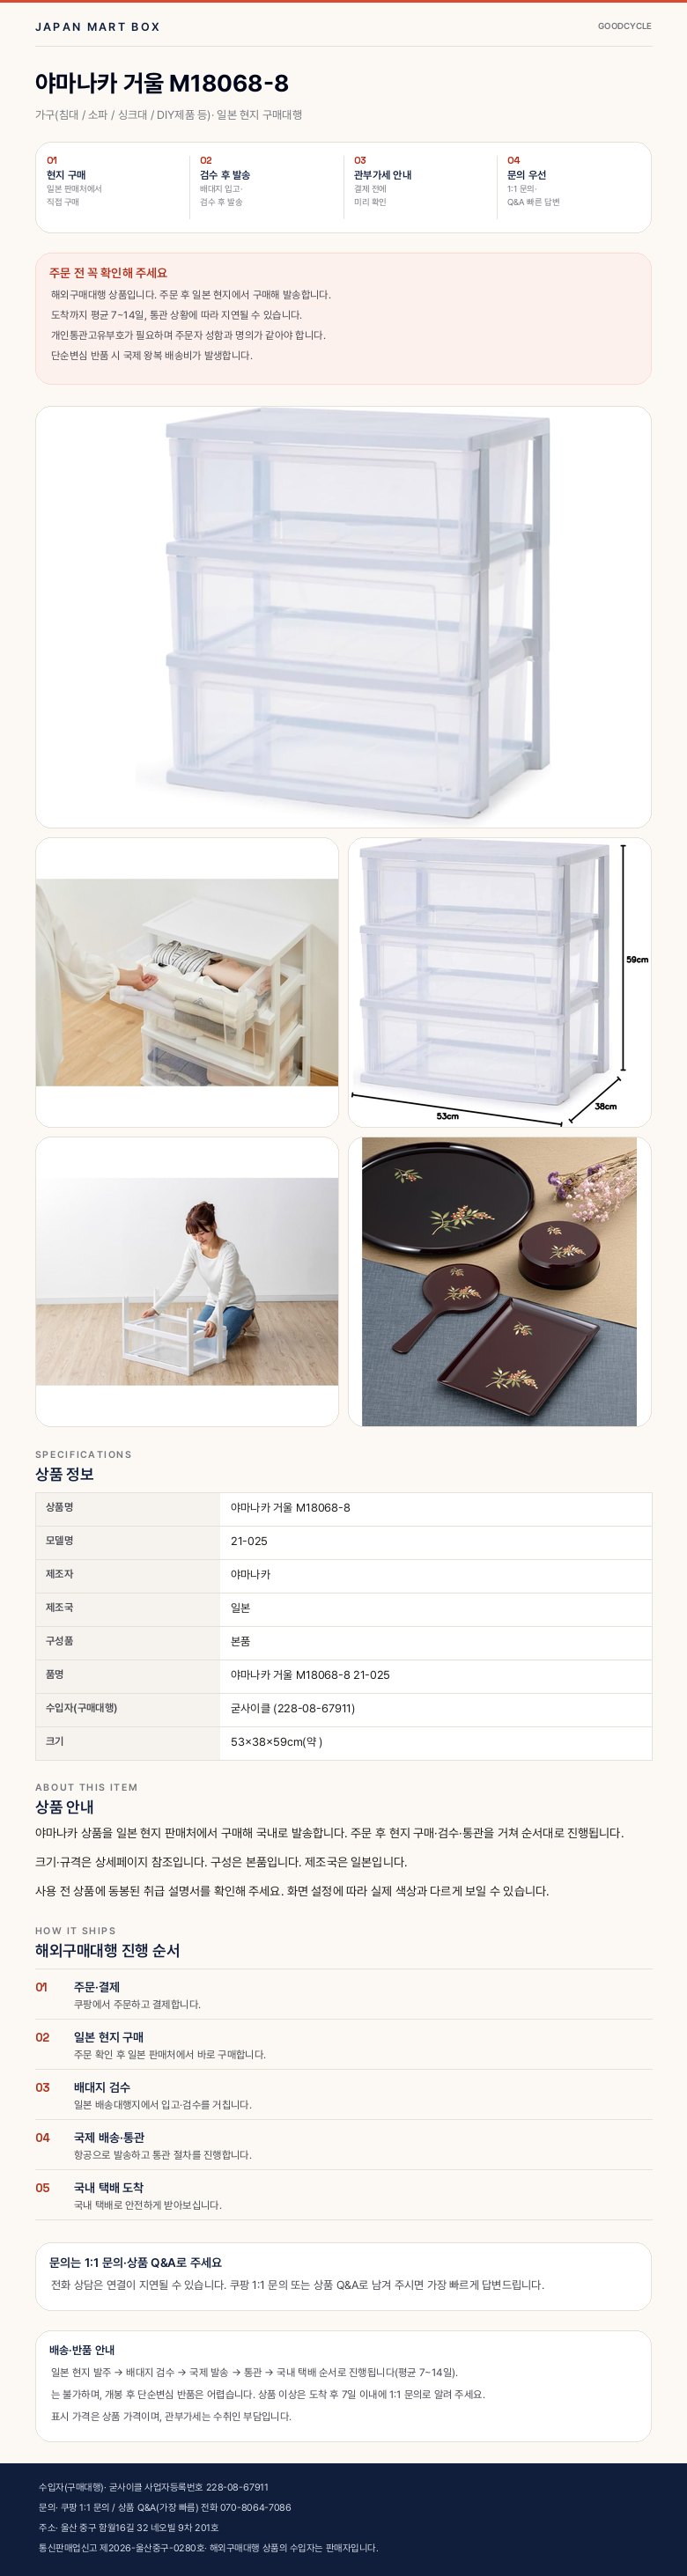 JAPAN MART BOX
GOODCYCLE
야마나카 거울 M18068-8
가구(침대 / 소파 / 싱크대 / DIY제품 등)· 일본 현지 구매대행
01
현지 구매
일본 판매처에서
직접 구매
02
검수 후 발송
배대지 입고·
검수 후 발송
03
관부가세 안내
결제 전에
미리 확인
04
문의 우선
1:1 문의·
Q&A 빠른 답변
주문 전 꼭 확인해 주세요
해외구매대행 상품입니다. 주문 후 일본 현지에서 구매해 발송합니다.
도착까지 평균 7~14일, 통관 상황에 따라 지연될 수 있습니다.
개인통관고유부호가 필요하며 주문자 성함과 명의가 같아야 합니다.
단순변심 반품 시 국제 왕복 배송비가 발생합니다.
59cm
53cm
38cm
SPECIFICATIONS
상품 정보
상품명 야마나카 거울 M18068-8
모델명 21-025
제조자 야마나카
제조국 일본
구성품 본품
품명 야마나카 거울 M18068-8 21-025
수입자(구매대행) 굳사이클 (228-08-67911)
크기 53×38×59cm(약 )
ABOUT THIS ITEM
상품 안내
야마나카 상품을 일본 현지 판매처에서 구매해 국내로 발송합니다. 주문 후 현지 구매·검수·통관을 거쳐 순서대로 진행됩니다.
크기·규격은 상세페이지 참조입니다. 구성은 본품입니다. 제조국은 일본입니다.
사용 전 상품에 동봉된 취급 설명서를 확인해 주세요. 화면 설정에 따라 실제 색상과 다르게 보일 수 있습니다.
HOW IT SHIPS
해외구매대행 진행 순서
01 주문·결제
쿠팡에서 주문하고 결제합니다.
02 일본 현지 구매
주문 확인 후 일본 판매처에서 바로 구매합니다.
03 배대지 검수
일본 배송대행지에서 입고·검수를 거칩니다.
04 국제 배송·통관
항공으로 발송하고 통관 절차를 진행합니다.
05 국내 택배 도착
국내 택배로 안전하게 받아보십니다.
문의는 1:1 문의·상품 Q&A로 주세요
전화 상담은 연결이 지연될 수 있습니다. 쿠팡 1:1 문의 또는 상품 Q&A로 남겨 주시면 가장 빠르게 답변드립니다.
배송·반품 안내
일본 현지 발주 → 배대지 검수 → 국제 발송 → 통관 → 국내 택배 순서로 진행됩니다(평균 7~14일).
는 불가하며, 개봉 후 단순변심 반품은 어렵습니다. 상품 이상은 도착 후 7일 이내에 1:1 문의로 알려 주세요.
표시 가격은 상품 가격이며, 관부가세는 수취인 부담입니다.
수입자(구매대행)· 굳사이클 사업자등록번호 228-08-67911
문의· 쿠팡 1:1 문의 / 상품 Q&A(가장 빠름) 전화 070-8064-7086
주소· 울산 중구 함월16길 32 네오빌 9차 201호
통신판매업신고 제2026-울산중구-0280호· 해외구매대행 상품의 수입자는 판매자입니다.